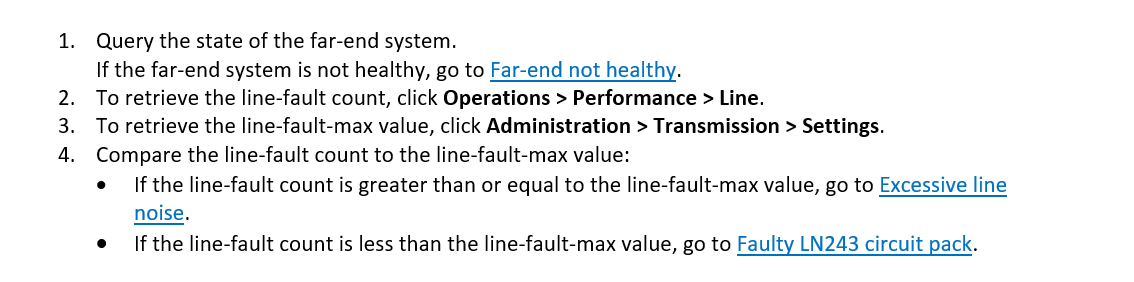 1. Query the state of the far-end system.
If the far-end system is not healthy, go to Far-end not healthy.
2. To retrieve the line-fault count, click Operations > Performance > Line.
3. To retrieve the line-fault-max value, click Administration > Transmission > Settings.
4. Compare the line-fault count to the line-fault-max value:
• If the line-fault count is greater than or equal to the line-fault-max value, go to Excessive line
noise.
• If the line-fault count is less than the line-fault-max value, go to Faulty LN243 circuit pack.